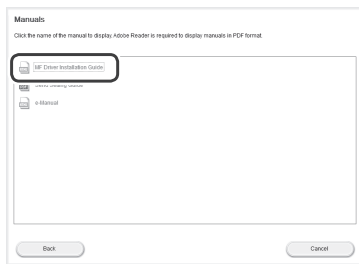 Manuals
Click the name of the manual to display Adobe Reader is required to display manuals in PDF format.
MF Driver Installation Guide
e-Manual
Back
Cancel